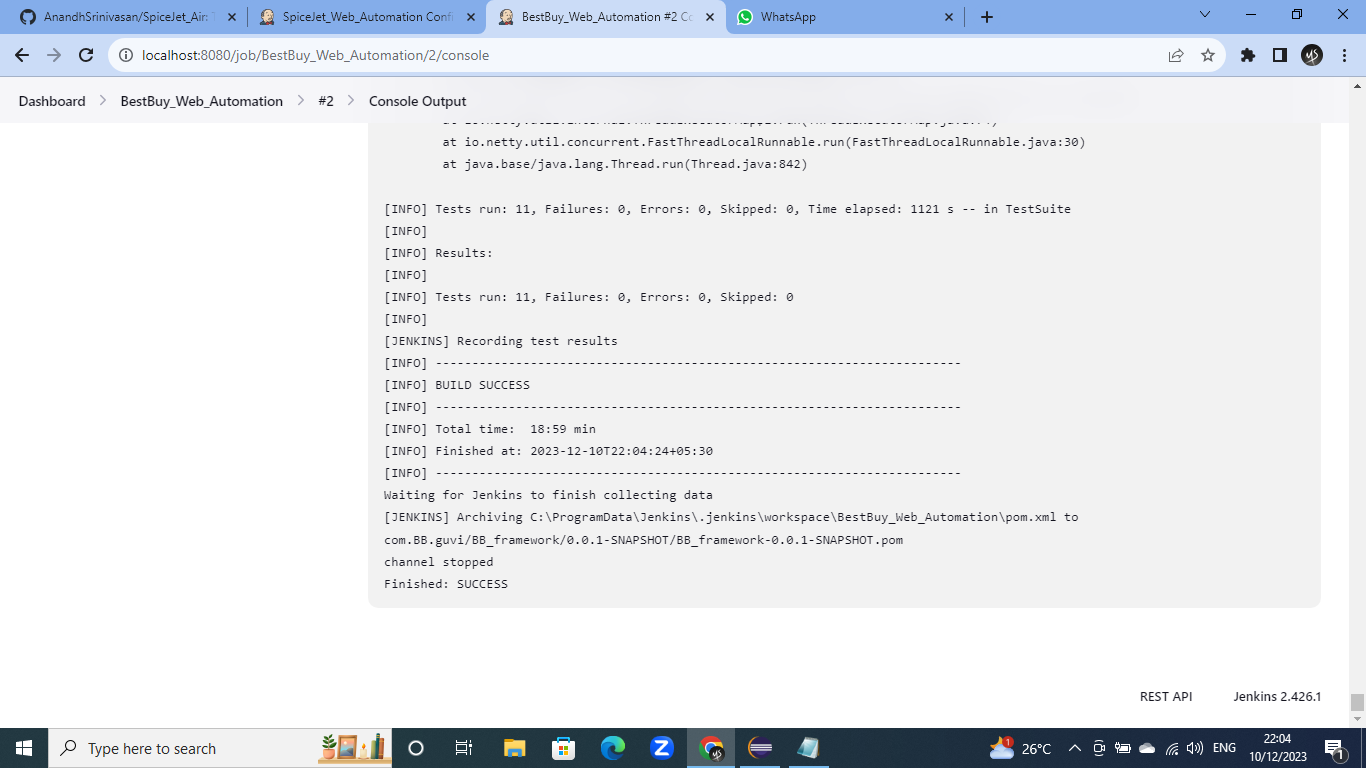 AnandhSrinivasan/SpiceJet_Air:
SpiceJet_Web_Automation Confi
BestBuy_Web_Automation #2 Co
WhatsApp
localhost:8080/job/BestBuy_Web_Automation/2/console
Dashboard
BestBuy_Web_Automation
#2
Console Output
at io.netty.util.concurrent.FastThreadLocalRunnable.run(FastThreadLocalRunnable.java:30)
at java.base/java.lang.Thread.run(Thread.java:842)
[INFO] Tests run: 11, Failures: 0, Errors: 0, Skipped: 0, Time elapsed: 1121 s -- in TestSuite
[INFO]
[INFO] Results:
[INFO]
[INFO] Tests run: 11, Failures: 0, Errors: 0, Skipped: 0
[INFO]
[JENKINS] Recording test results
[INFO] ------------------------------------------------------------------------
[INFO] BUILD SUCCESS
[INFO] ------------------------------------------------------------------------
[INFO] Total time:  18:59 min
[INFO] Finished at: 2023-12-10T22:04:24+05:30
[INFO] ------------------------------------------------------------------------
Waiting for Jenkins to finish collecting data
[JENKINS] Archiving C:\ProgramData\Jenkins\.jenkins\workspace\BestBuy_Web_Automation\pom.xml to
com.BB.guvi/BB_framework/0.0.1-SNAPSHOT/BB_framework-0.0.1-SNAPSHOT.pom
channel stopped
Finished: SUCCESS
REST API
Jenkins 2.426.1
Type here to search
1
26°C
ENG
22:04
10/12/2023
1